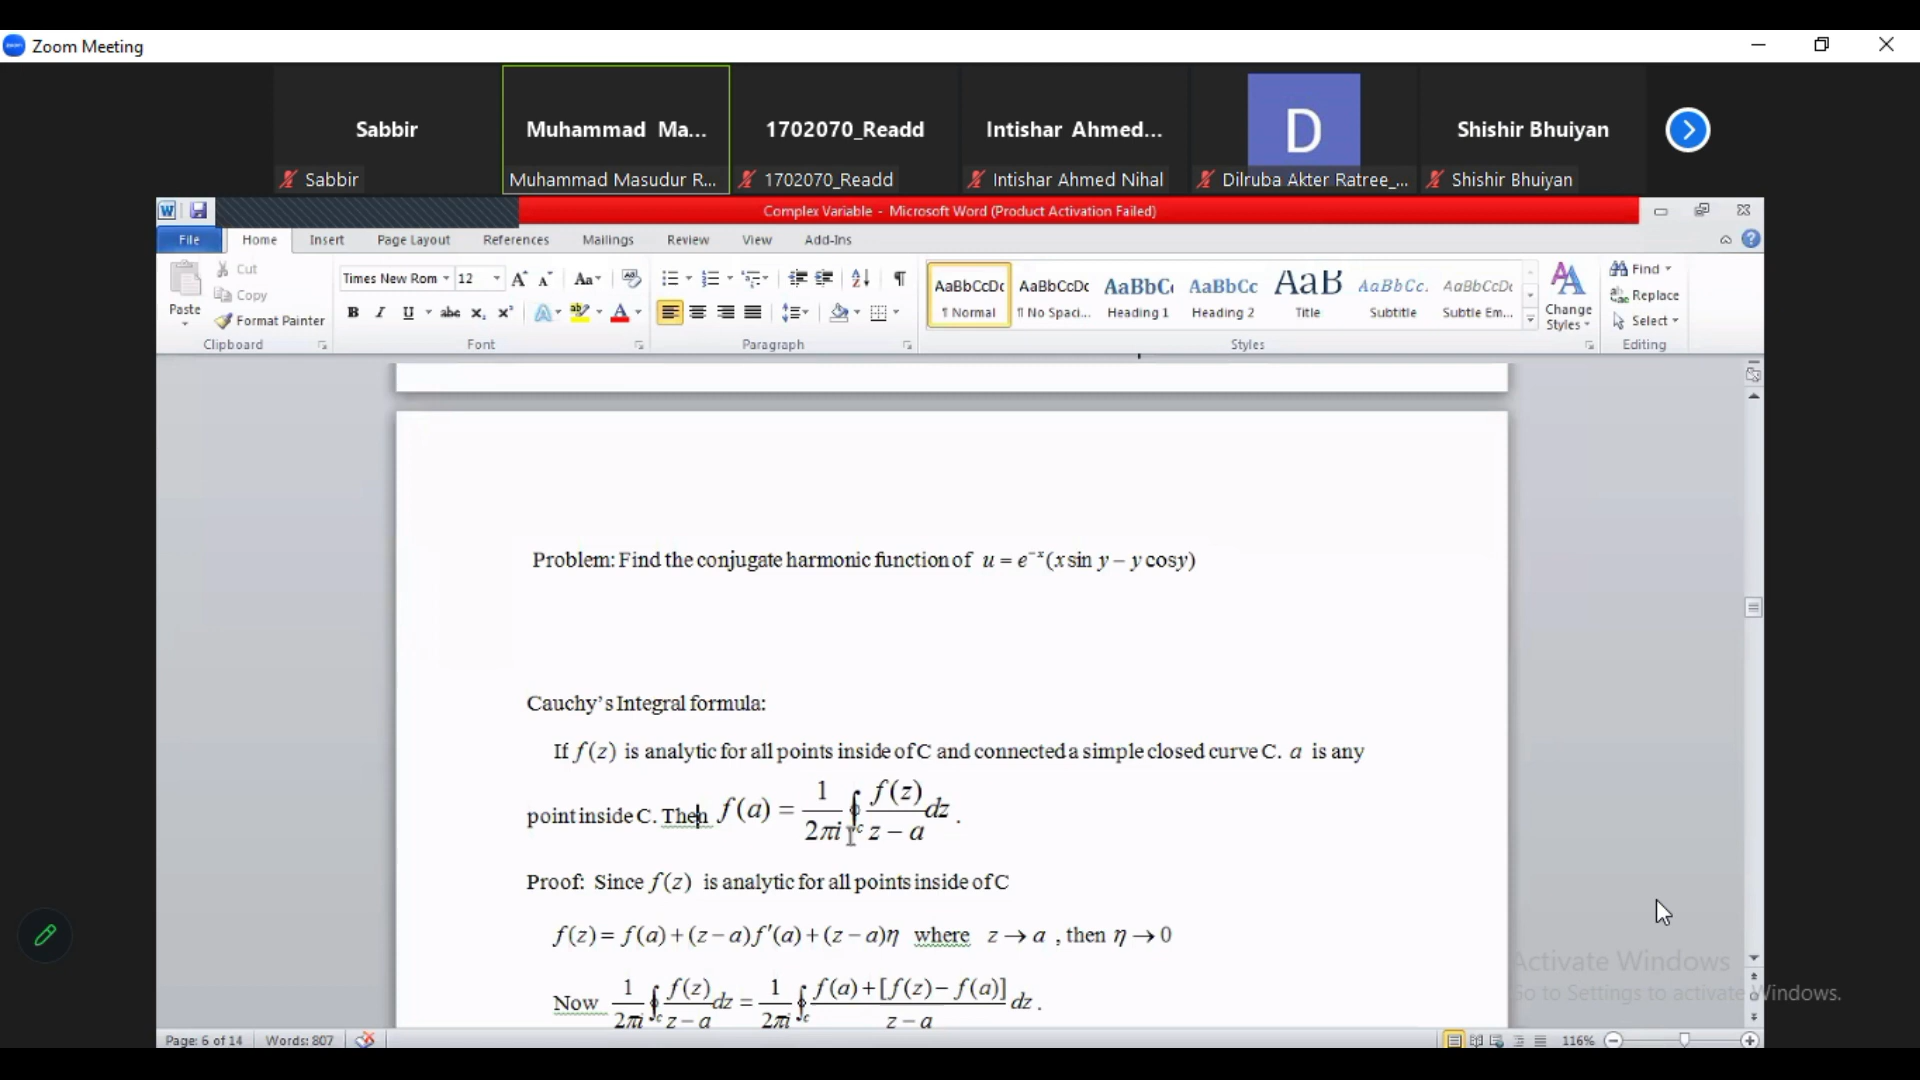 Zoom Meeting
Sabbir
Muhammad Ma...
1702070_Readd
Intishar Ahmed...
D
Shishir Bhuiyan
Sabbir
Muhammad Masudur R...
1702070_Readd
Intishar Ahmed Nihal
Dilruba Akter Ratree_...
Shishir Bhuiyan
Complex Variable - Microsoft Word (Product Activation Failed)
File Home Insert Page Layout References Mailings Review View Add-Ins
Paste
Cut
Copy
Format Painter
Clipboard
Times New Rom 12
Font
Paragraph
AaBbCcDc AaBbCcDc AaBbC AaBbCc AaB AaBbCc. AaBbCcDc
¶ Normal ¶ No Spaci... Heading 1 Heading 2 Title Subtitle Subtle Em...
Change Styles
Styles
Find
Replace
Select
Editing
Problem: Find the conjugate harmonic function of u = e⁻ˣ(x sin y − y cos y)
Cauchy's Integral formula:
If f(z) is analytic for all points inside of C and connected a simple closed curve C. a is any
point inside C. Then f(a) = 1/2πi ∮c f(z)/z − a dz .
Proof: Since f(z) is analytic for all points inside of C
f(z) = f(a) + (z − a)f′(a) + (z − a)η where z → a , then η → 0
Now 1/2πi ∮c f(z)/z − a dz = 1/2πi ∮c f(a) + [f(z) − f(a)]/z − a dz .
Activate Windows
Go to Settings to activate Windows.
Page: 6 of 14 Words: 807 116%